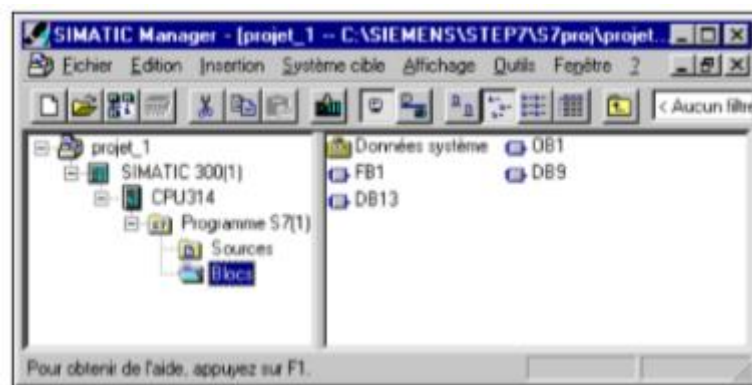 SIMATIC Manager - [projet_1 -- C:\SIEMENS\STEP7\S7proj\projet...
Fichier Edition Insertion Système cible Affichage Outils Fenêtre ?
< Aucun filtre
projet_1
SIMATIC 300(1)
CPU314
Programme S7(1)
Sources
Blocs
Données système OB1
FB1 DB9
DB13
Pour obtenir de l'aide, appuyez sur F1.